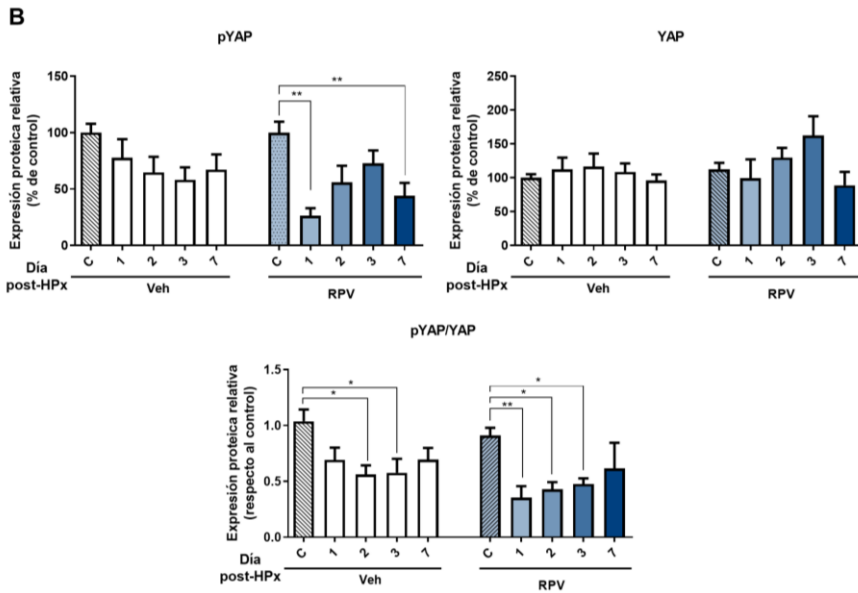 B
pYAP
Expresión proteica relativa
(% de control)
150
100
50
0
**
**
C 1 2 3 7 C 1 2 3 7
Día
post-HPx
Veh RPV
YAP
Expresión proteica relativa
(% de control)
250
200
150
100
50
0
C 1 2 3 7 C 1 2 3 7
Día
post-HPx
Veh RPV
pYAP/YAP
Expresión proteica relativa
(respecto al control)
1.5
1.0
0.5
0.0
*
*
*
*
**
C 1 2 3 7 C 1 2 3 7
Día
post-HPx
Veh RPV